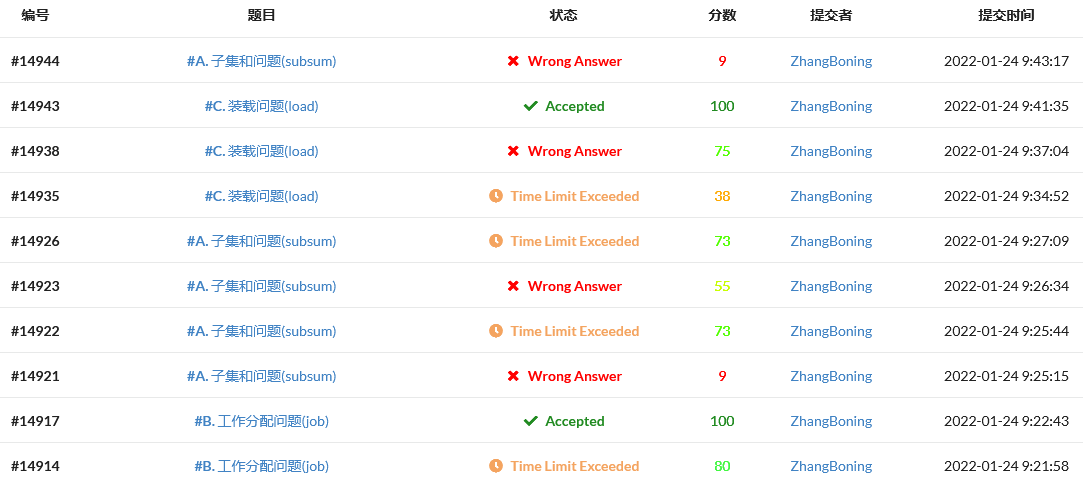 编号 题目 状态 分数 提交者 提交时间
#14944 #A. 子集和问题(subsum) Wrong Answer 9 ZhangBoning 2022-01-24 9:43:17
#14943 #C. 装载问题(load) Accepted 100 ZhangBoning 2022-01-24 9:41:35
#14938 #C. 装载问题(load) Wrong Answer 75 ZhangBoning 2022-01-24 9:37:04
#14935 #C. 装载问题(load) Time Limit Exceeded 38 ZhangBoning 2022-01-24 9:34:52
#14926 #A. 子集和问题(subsum) Time Limit Exceeded 73 ZhangBoning 2022-01-24 9:27:09
#14923 #A. 子集和问题(subsum) Wrong Answer 55 ZhangBoning 2022-01-24 9:26:34
#14922 #A. 子集和问题(subsum) Time Limit Exceeded 73 ZhangBoning 2022-01-24 9:25:44
#14921 #A. 子集和问题(subsum) Wrong Answer 9 ZhangBoning 2022-01-24 9:25:15
#14917 #B. 工作分配问题(job) Accepted 100 ZhangBoning 2022-01-24 9:22:43
#14914 #B. 工作分配问题(job) Time Limit Exceeded 80 ZhangBoning 2022-01-24 9:21:58